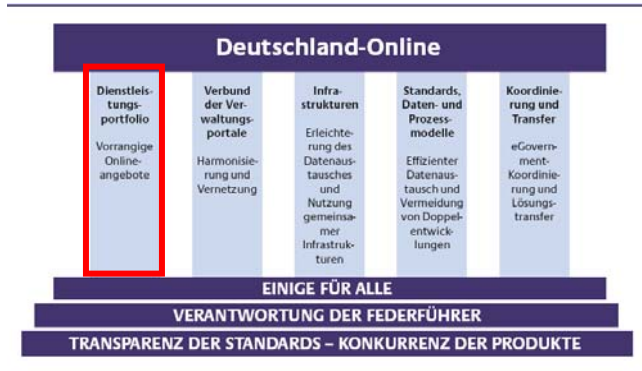 Deutschland-Online
Dienstleis-
tungs-
portfolio
Vorrangige
Online-
angebote
Verbund
der Ver-
waltungs-
portale
Harmonisie-
rung und
Vernetzung
Infra-
strukturen
Erleichte-
rung des
Datenaus-
tausches
und
Nutzung
gemeinsa-
mer
Infrastruk-
turen
Standards,
Daten- und
Prozess-
modelle
Effizienter
Datenaus-
tausch und
Vermeidung
von Doppel-
entwick-
lungen
Koordinie-
rung und
Transfer
eGovern-
ment-
Koordinie-
rung und
Lösungs-
transfer
EINIGE FÜR ALLE
VERANTWORTUNG DER FEDERFÜHRER
TRANSPARENZ DER STANDARDS – KONKURRENZ DER PRODUKTE